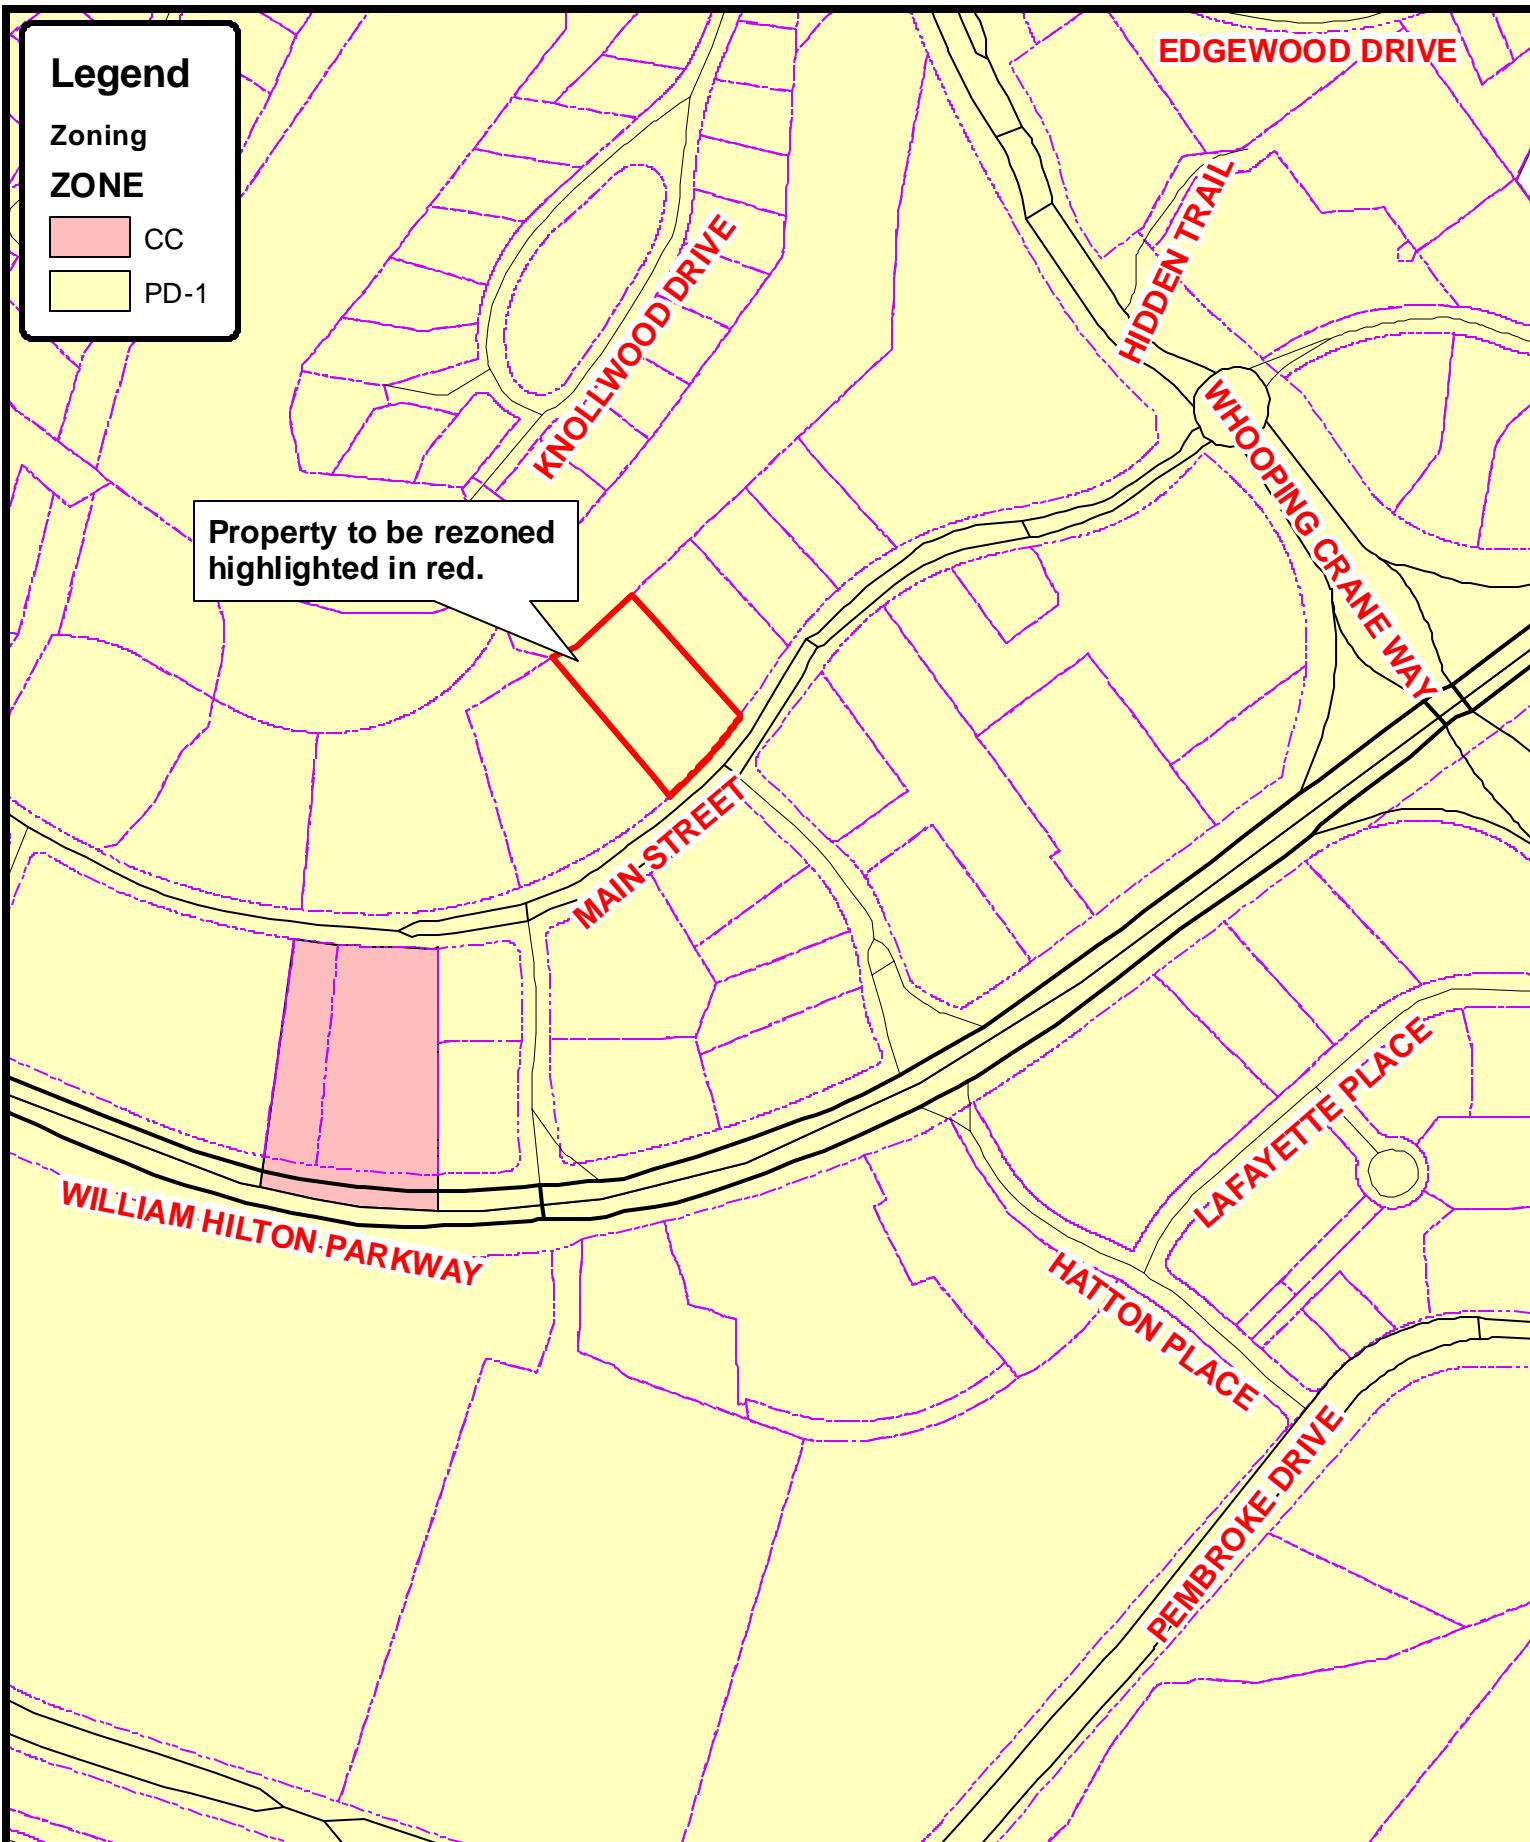 Legend
Zoning
ZONE
CC
PD-1
EDGEWOOD DRIVE
HIDDEN TRAIL
KNOLLWOOD DRIVE
WHOOPING CRANE WAY
Property to be rezoned
highlighted in red.
MAIN STREET
LAFAYETTE PLACE
WILLIAM HILTON PARKWAY
HATTON PLACE
PEMBROKE DRIVE